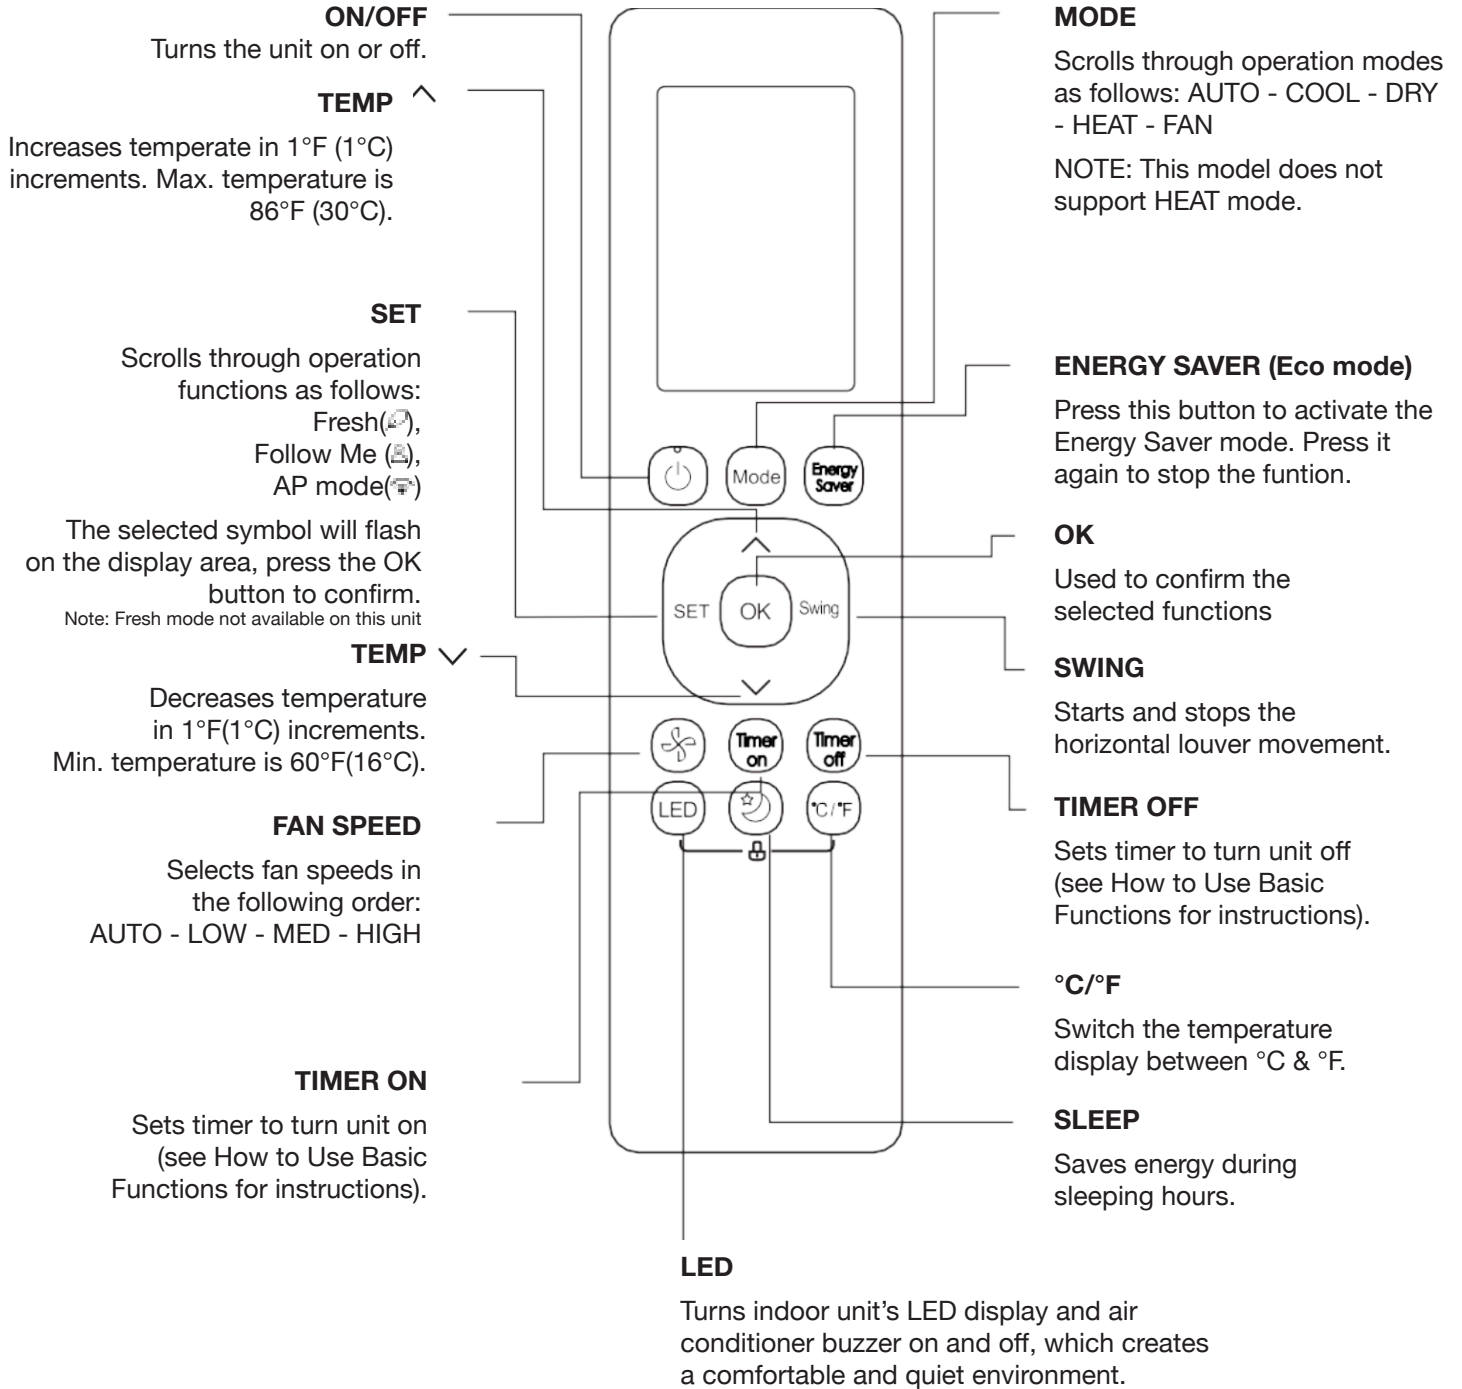 ON/OFF
Turns the unit on or off.
TEMP
Increases temperate in 1°F (1°C)
increments. Max. temperature is
86°F (30°C).
SET
Scrolls through operation
functions as follows:
Fresh( ),
Follow Me ( ),
AP mode( )
The selected symbol will flash
on the display area, press the OK
button to confirm.
Note: Fresh mode not available on this unit
TEMP
Decreases temperature
in 1°F(1°C) increments.
Min. temperature is 60°F(16°C).
FAN SPEED
Selects fan speeds in
the following order:
AUTO - LOW - MED - HIGH
TIMER ON
Sets timer to turn unit on
(see How to Use Basic
Functions for instructions).
Mode
Energy
Saver
SET
OK
Swing
Timer
on
Timer
off
LED
°C/°F
MODE
Scrolls through operation modes
as follows: AUTO - COOL - DRY
- HEAT - FAN
NOTE: This model does not
support HEAT mode.
ENERGY SAVER (Eco mode)
Press this button to activate the
Energy Saver mode. Press it
again to stop the funtion.
OK
Used to confirm the
selected functions
SWING
Starts and stops the
horizontal louver movement.
TIMER OFF
Sets timer to turn unit off
(see How to Use Basic
Functions for instructions).
°C/°F
Switch the temperature
display between °C & °F.
SLEEP
Saves energy during
sleeping hours.
LED
Turns indoor unit's LED display and air
conditioner buzzer on and off, which creates
a comfortable and quiet environment.